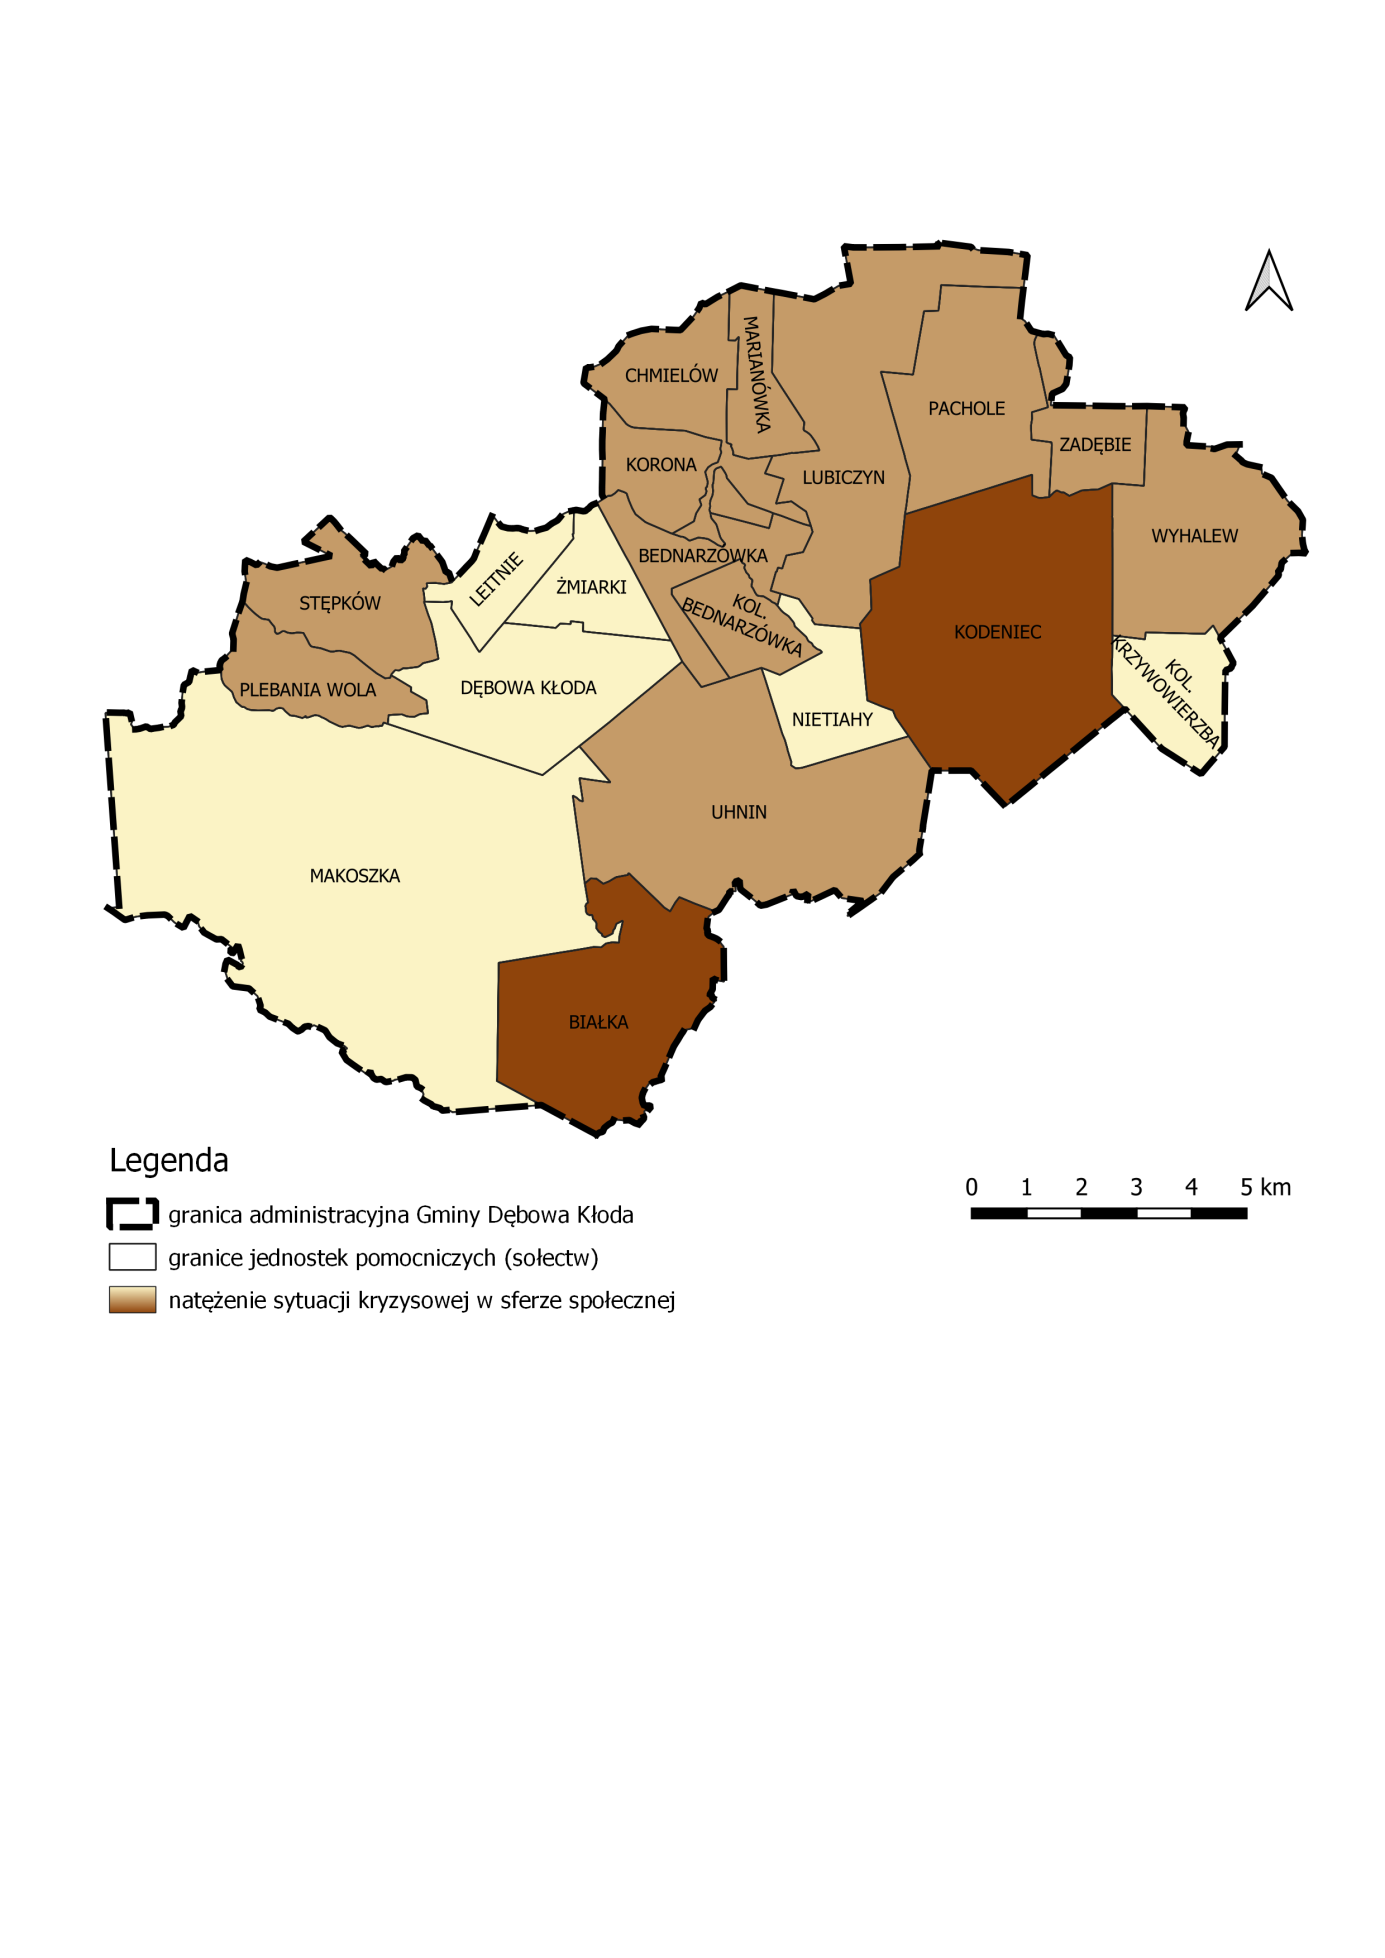 MARIANÓWKA
CHMIELÓW
PACHOLE
ZADĘBIE
KORONA
LUBICZYN
WYHALEW
BEDNARZÓWKA
LEITNIE
ŻMIARKI
STĘPKÓW
KOL.
BEDNARZÓWKA
KODENIEC
KOL.
KRZYWOWIERZBA
PLEBANIA WOLA
DĘBOWA KŁODA
NIETIAHY
UHNIN
MAKOSZKA
BIAŁKA
Legenda
granica administracyjna Gminy Dębowa Kłoda
granice jednostek pomocniczych (sołectw)
natężenie sytuacji kryzysowej w sferze społecznej
0 1 2 3 4 5 km